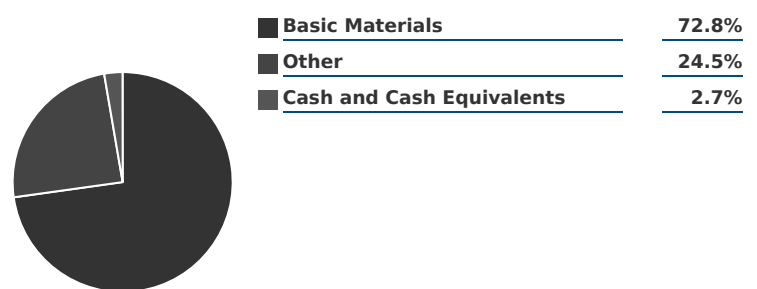 Basic Materials 72.8%
Other 24.5%
Cash and Cash Equivalents 2.7%